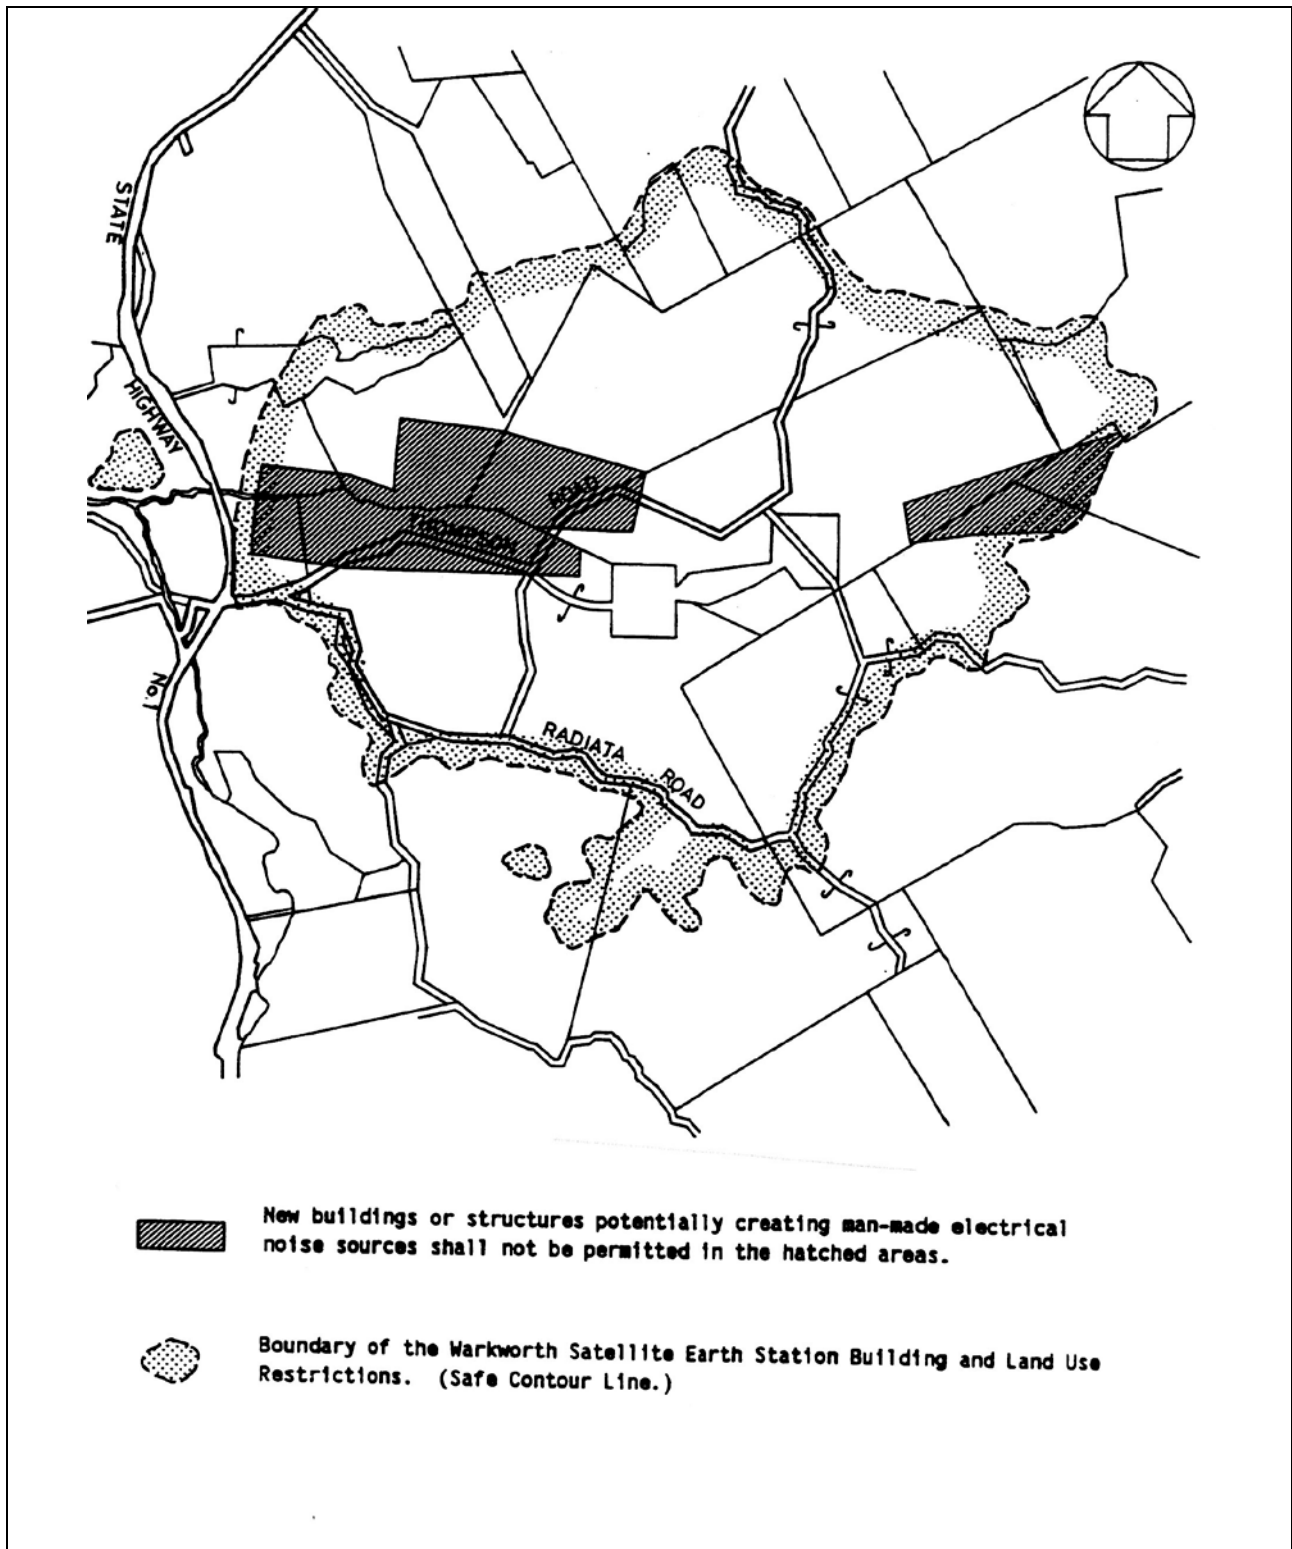 STATE
HIGHWAY
ROAD
THOMPSON
No.1
RADIATA
ROAD
New buildings or structures potentially creating man-made electrical
noise sources shall not be permitted in the hatched areas.
Boundary of the Warkworth Satellite Earth Station Building and Land Use
Restrictions. (Safe Contour Line.)